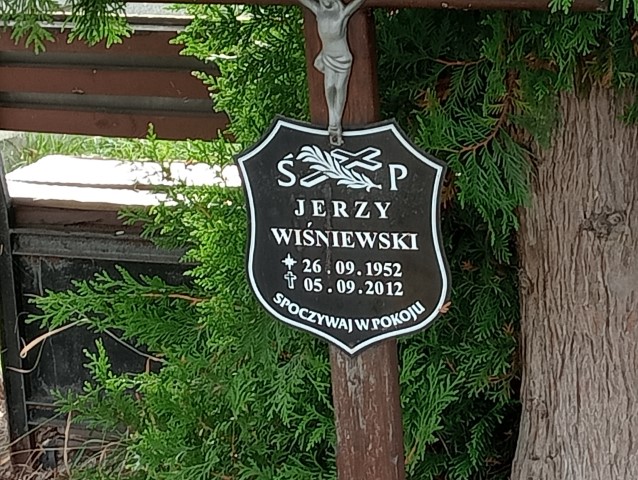 Ś P
JERZY
WIŚNIEWSKI
26.09.1952
05.09.2012
SPOCZYWAJ W POKOJU